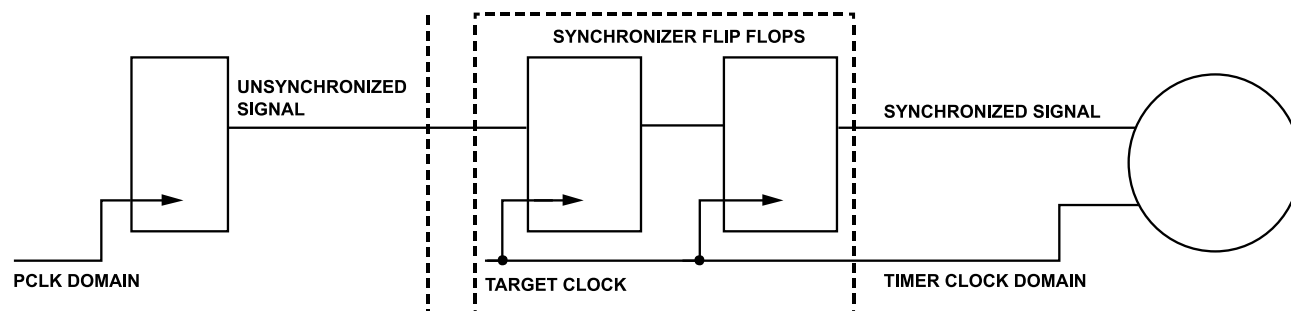 SYNCHRONIZER FLIP FLOPS
UNSYNCHRONIZED
SIGNAL
SYNCHRONIZED SIGNAL
PCLK DOMAIN
TARGET CLOCK
TIMER CLOCK DOMAIN